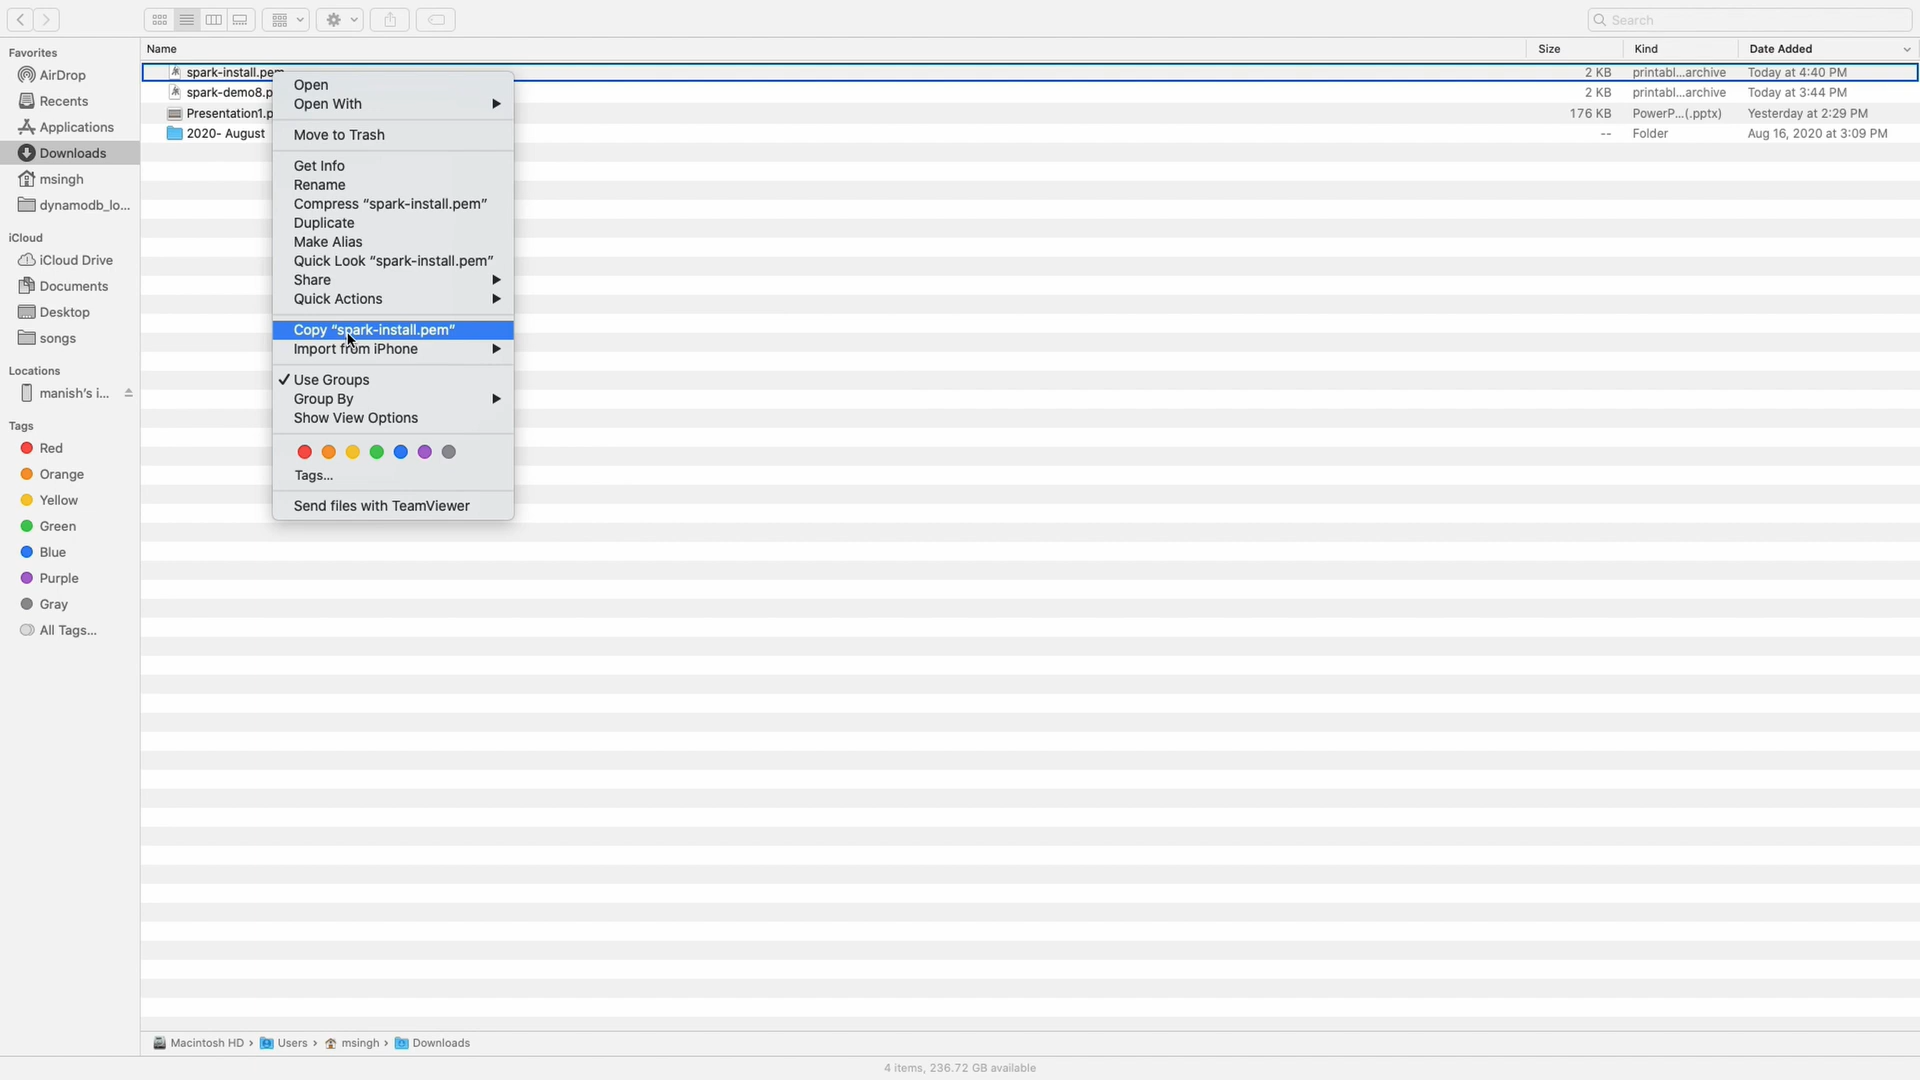 Search
Name Size Kind Date Added
Favorites
AirDrop
Recents
Applications
Downloads
msingh
dynamodb_lo...
iCloud
iCloud Drive
Documents
Desktop
songs
Locations
manish's i...
Tags
Red
Orange
Yellow
Green
Blue
Purple
Gray
All Tags...
spark-install.pem 2 KB printabl...archive Today at 4:40 PM
spark-demo8.p 2 KB printabl...archive Today at 3:44 PM
Presentation1.p 176 KB PowerP...(.pptx) Yesterday at 2:29 PM
2020- August -- Folder Aug 16, 2020 at 3:09 PM
Open
Open With
Move to Trash
Get Info
Rename
Compress “spark-install.pem”
Duplicate
Make Alias
Quick Look “spark-install.pem”
Share
Quick Actions
Copy “spark-install.pem”
Import from iPhone
Use Groups
Group By
Show View Options
Tags...
Send files with TeamViewer
Macintosh HD › Users › msingh › Downloads
4 items, 236.72 GB available